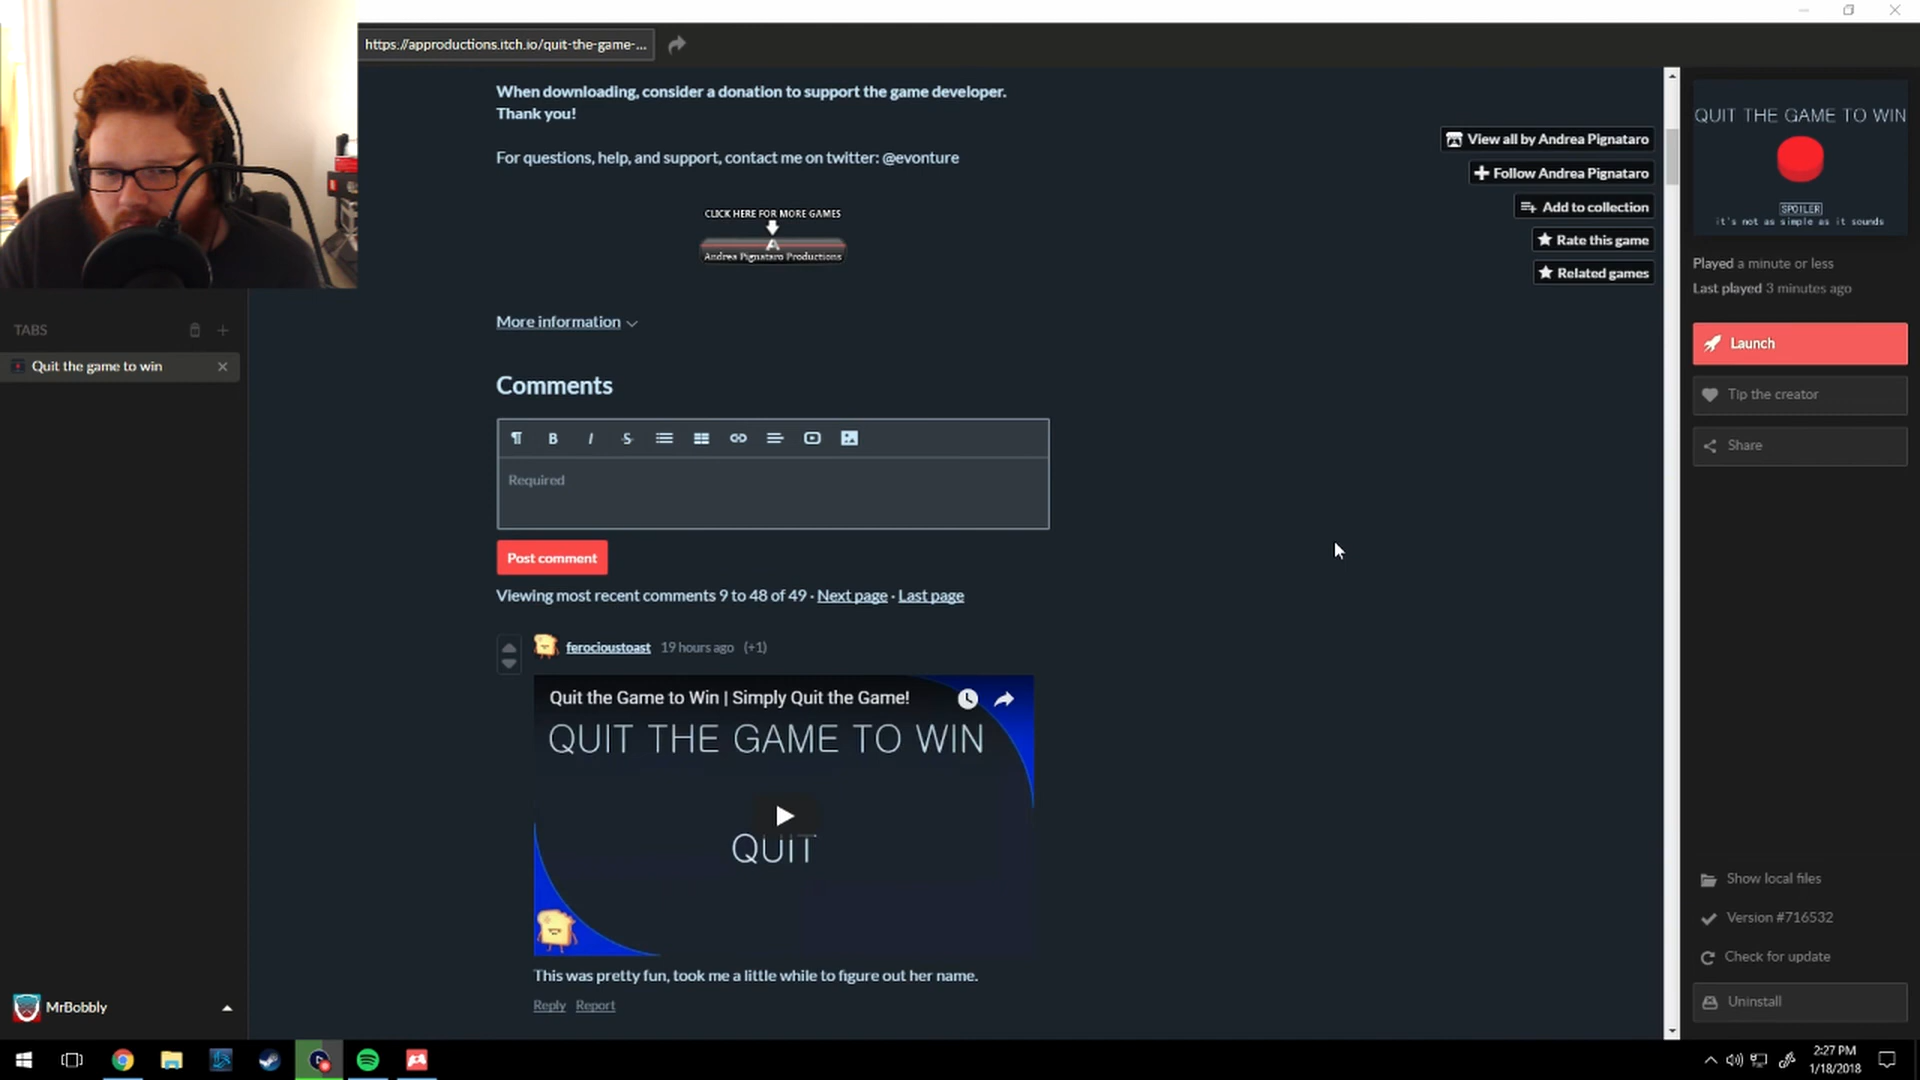 https://approductions.itch.io/quit-the-game-...
When downloading, consider a donation to support the game developer.
Thank you!
For questions, help, and support, contact me on twitter: @evonture
CLICK HERE FOR MORE GAMES
A
Andrea Pignataro Productions
More information
Comments
Required
Post comment
Viewing most recent comments 9 to 48 of 49 · Next page · Last page
ferocioustoast 19 hours ago (+1)
Quit the Game to Win | Simply Quit the Game!
QUIT THE GAME TO WIN
QUIT
This was pretty fun, took me a little while to figure out her name.
Reply Report
View all by Andrea Pignataro
Follow Andrea Pignataro
Add to collection
Rate this game
Related games
QUIT THE GAME TO WIN
SPOILER
it's not as simple as it sounds
Played a minute or less
Last played 3 minutes ago
Launch
Tip the creator
Share
Show local files
Version #716532
Check for update
Uninstall
TABS
Quit the game to win
MrBobbly
2:27 PM
1/18/2018